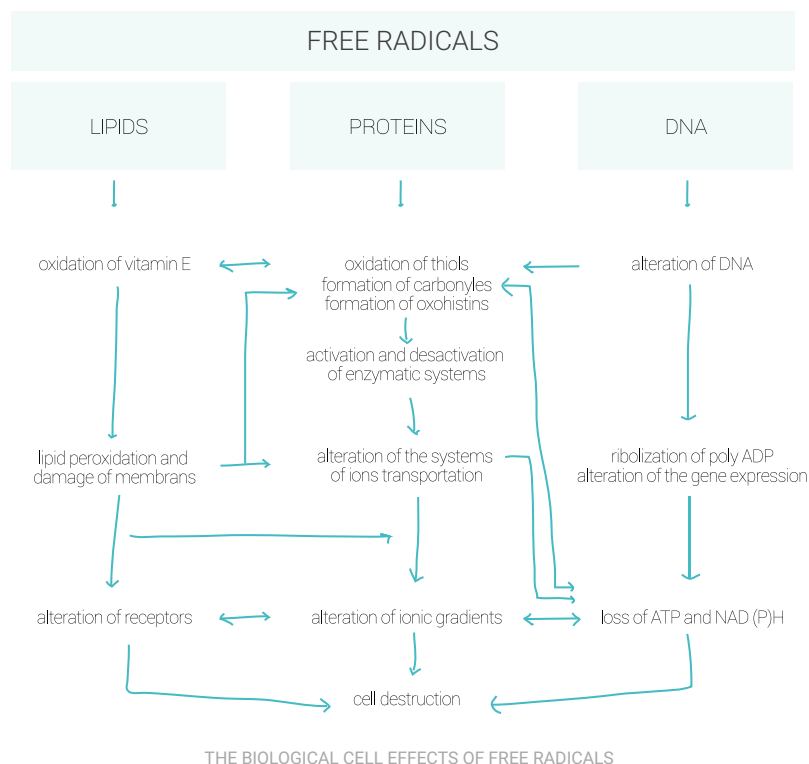 FREE RADICALS
LIPIDS
PROTEINS
DNA
oxidation of vitamin E
oxidation of thiols
formation of carbonyles
formation of oxohistins
alteration of DNA
activation and desactivation
of enzymatic systems
lipid peroxidation and
damage of membrans
alteration of the systems
of ions transportation
ribolization of poly ADP
alteration of the gene expression
alteration of receptors
alteration of ionic gradients
loss of ATP and NAD (P)H
cell destruction
THE BIOLOGICAL CELL EFFECTS OF FREE RADICALS